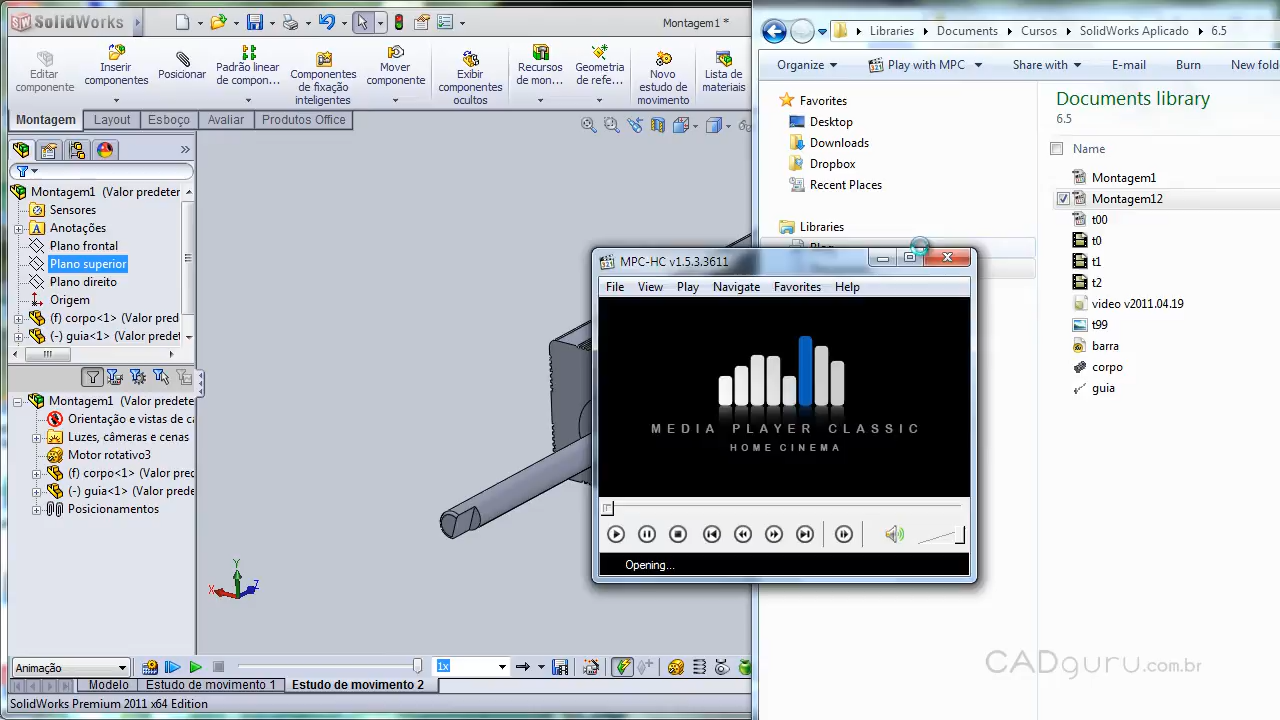 SolidWorks
Montagem1 *
Editar
componente
Inserir
componentes
Posicionar
Padrão linear
de compon...
Componentes
de fixação
inteligentes
Mover
componente
Exibir
componentes
ocultos
Recursos
de mon...
Geometria
de refe...
Novo
estudo de
movimento
Lista de
materiais
Montagem
Layout
Esboço
Avaliar
Produtos Office
Montagem1 (Valor predeter
Sensores
Anotações
Plano frontal
Plano superior
Plano direito
Origem
(f) corpo<1> (Valor pred
(-) guia<1> (Valor predet
Montagem1 (Valor predete
Orientação e vistas de ca
Luzes, câmeras e cenas
Motor rotativo3
(f) corpo<1> (Valor pred
(-) guia<1> (Valor prede
Posicionamentos
Animação
1x
Modelo
Estudo de movimento 1
Estudo de movimento 2
SolidWorks Premium 2011 x64 Edition
Libraries
Documents
Cursos
SolidWorks Aplicado
6.5
Organize
Play with MPC
Share with
E-mail
Burn
New fold
Favorites
Desktop
Downloads
Dropbox
Recent Places
Libraries
Documents library
6.5
Name
Montagem1
Montagem12
t00
t0
t1
t2
video v2011.04.19
t99
barra
corpo
guia
MPC-HC v1.5.3.3611
File
View
Play
Navigate
Favorites
Help
MEDIA PLAYER CLASSIC
HOME CINEMA
Opening...
CADguru.com.br